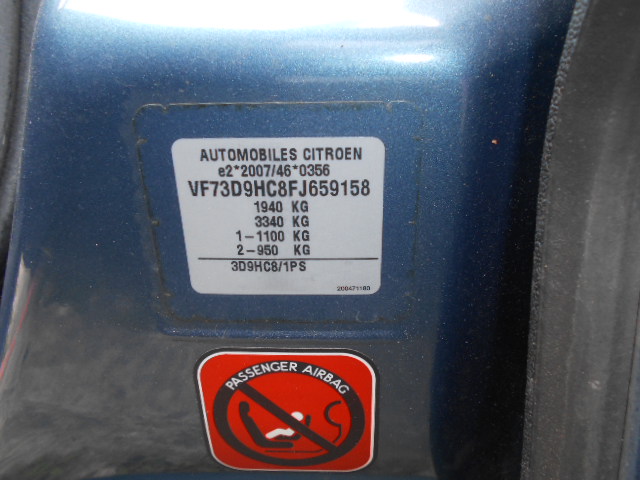 AUTOMOBILES CITROEN
e2*2007/46*0356
VF73D9HC8FJ659158
1940 KG
3340 KG
1-1100 KG
2-950 KG
3D9HC8/1PS
PASSENGER AIRBAG